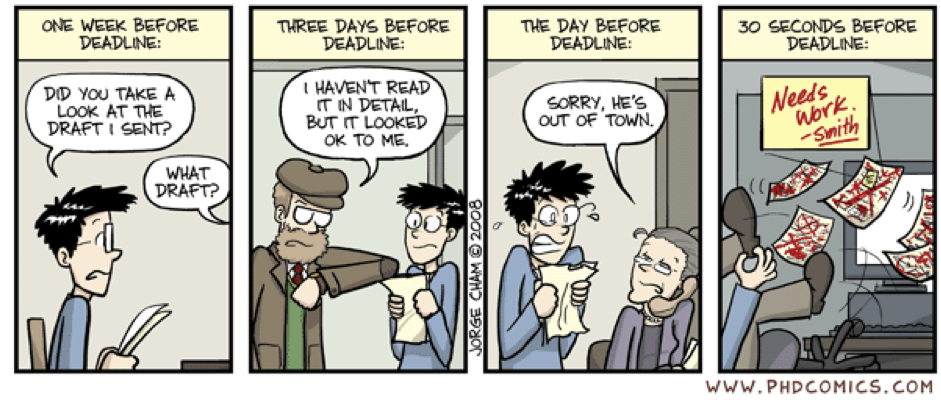 ONE WEEK BEFORE
DEADLINE:
DID YOU TAKE A
LOOK AT THE
DRAFT I SENT?
WHAT
DRAFT?
THREE DAYS BEFORE
DEADLINE:
I HAVEN'T READ
IT IN DETAIL,
BUT IT LOOKED
OK TO ME.
JORGE CHAM © 2008
THE DAY BEFORE
DEADLINE:
SORRY, HE'S
OUT OF TOWN.
30 SECONDS BEFORE
DEADLINE:
Needs
Work.
-Smith
WWW.PHDCOMICS.COM